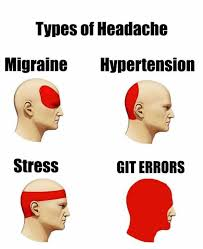 Types of Headache
Migraine
Hypertension
Stress
GIT ERRORS